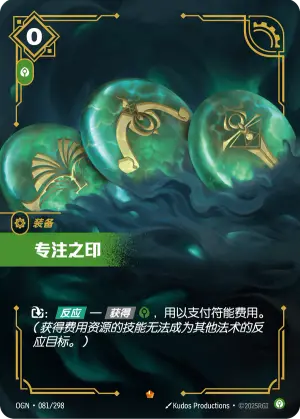 0
装备
专注之印
: 反应 — 获得 , 用以支付符能费用。
(获得费用资源的技能无法成为其他法术的反
应目标。)
OGN • 081/298
Kudos Productions • ©2025RGI